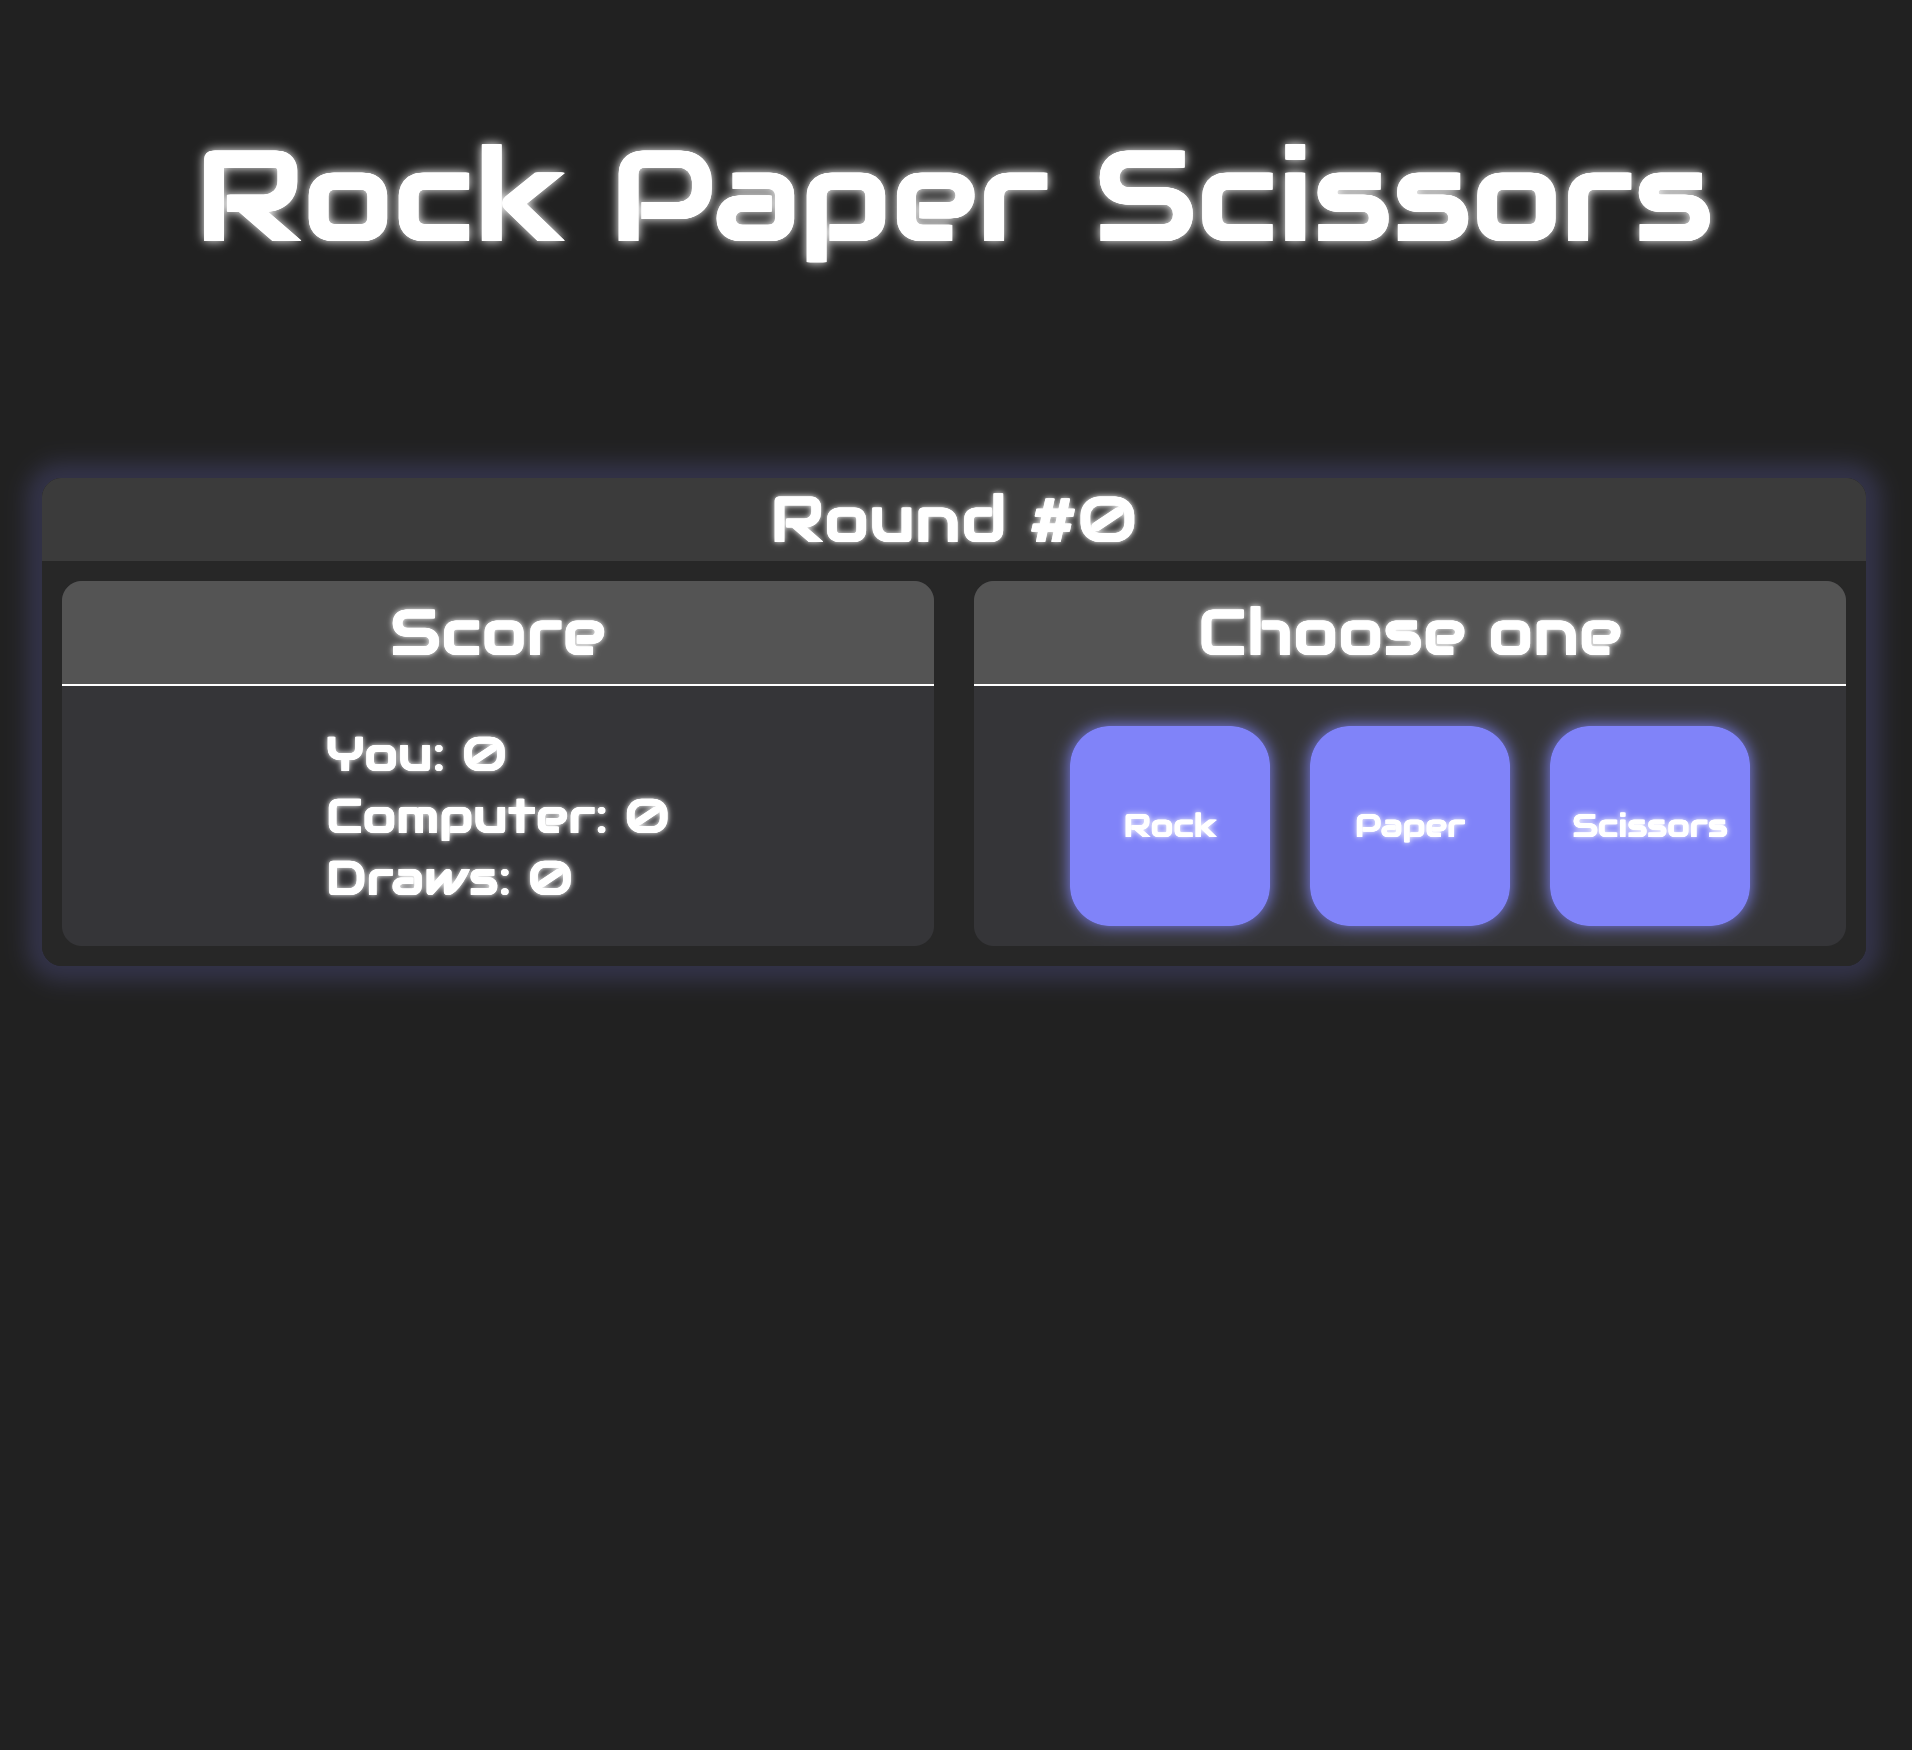 Rock Paper Scissors
Round #0
Score
You: 0
Computer: 0
Draws: 0
Choose one
Rock
Paper
Scissors